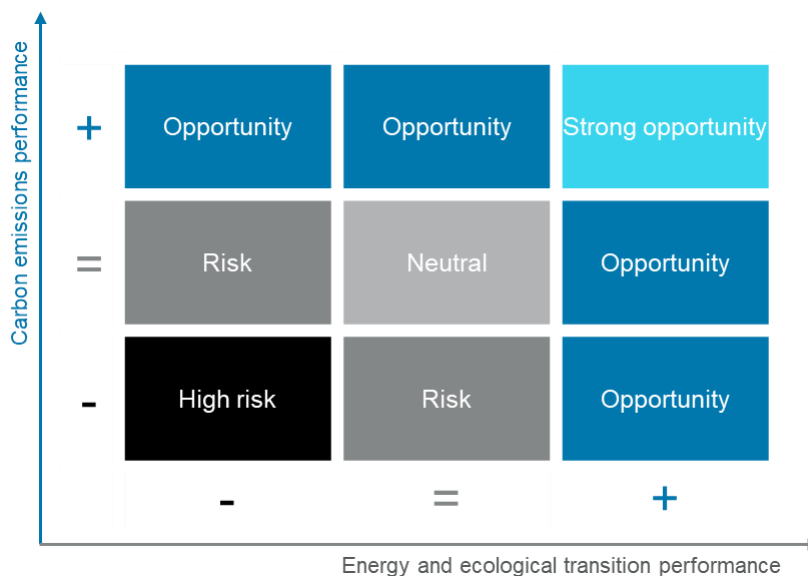 Carbon emissions performance
+
Opportunity
Opportunity
Strong opportunity
=
Risk
Neutral
Opportunity
-
High risk
Risk
Opportunity
-
=
+
Energy and ecological transition performance